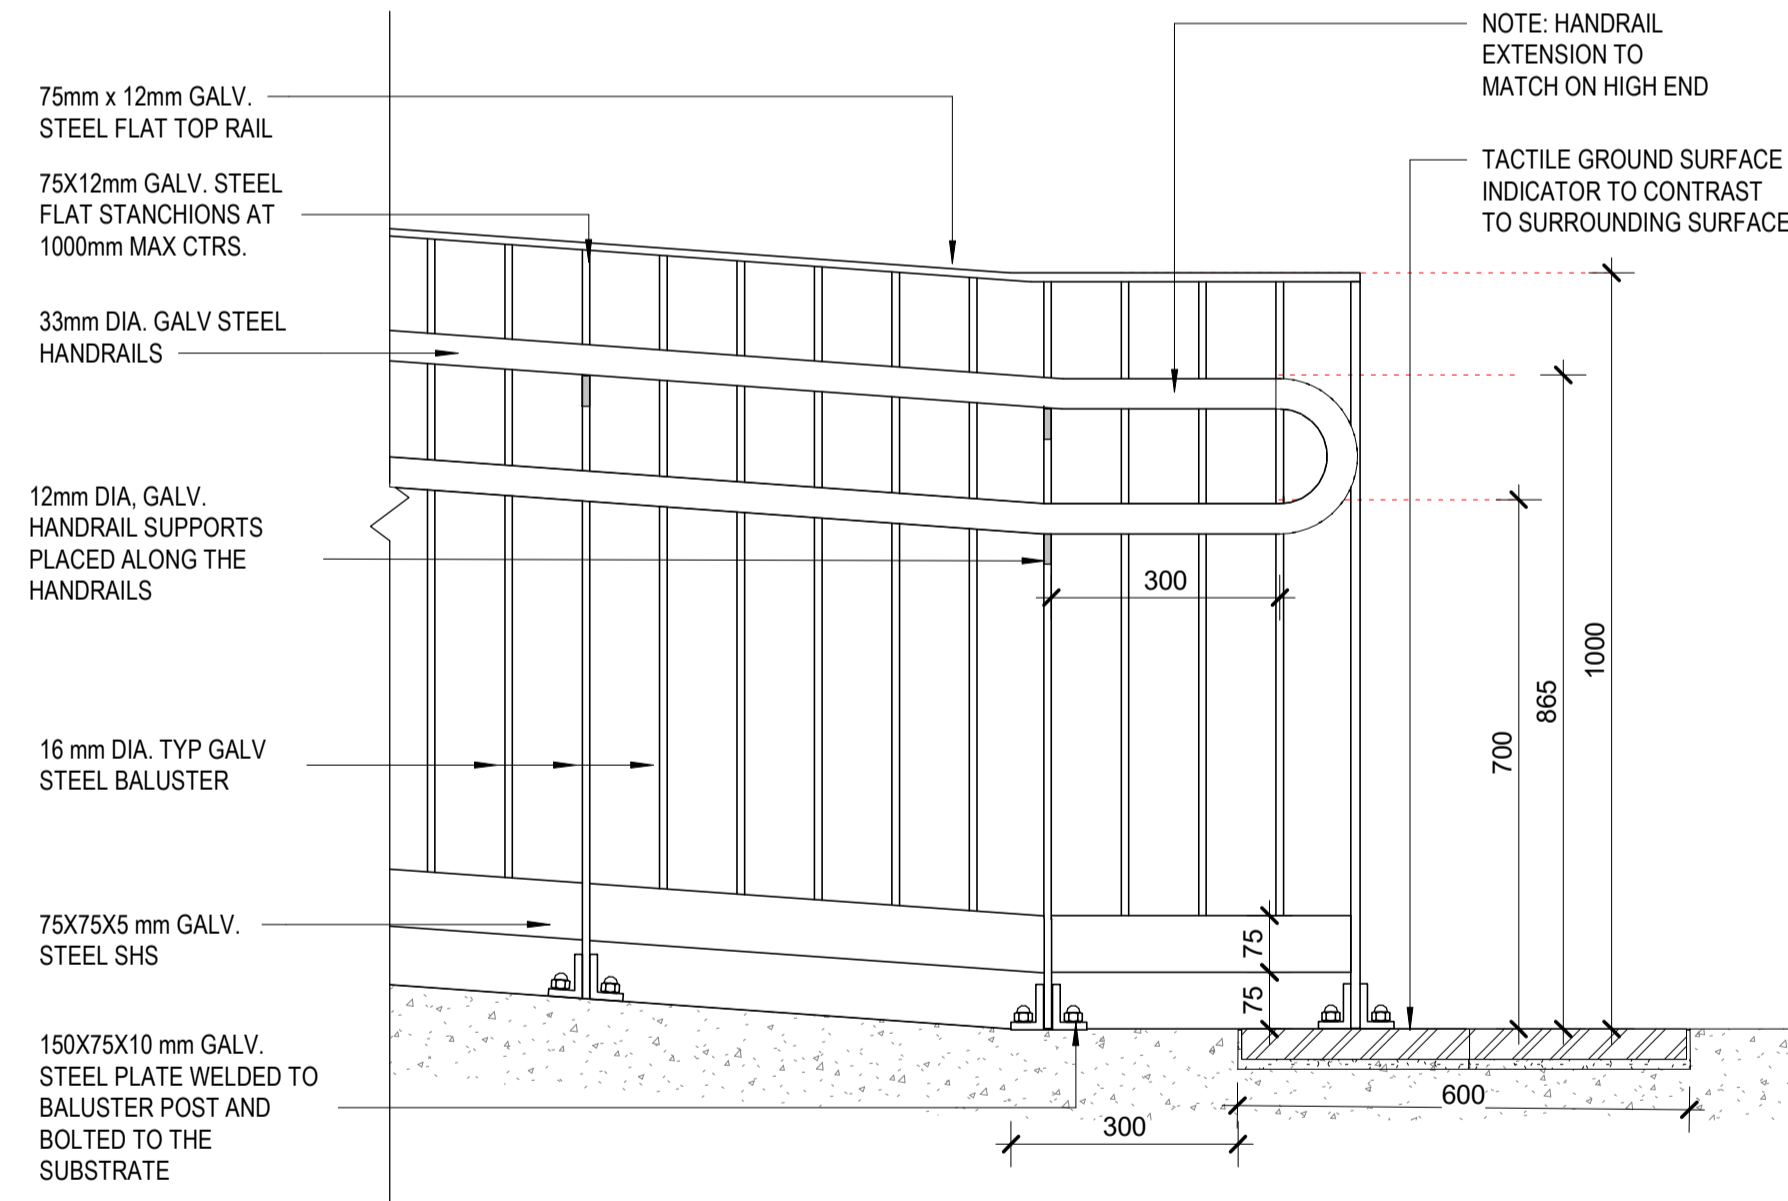 75mm x 12mm GALV.
STEEL FLAT TOP RAIL
75X12mm GALV. STEEL
FLAT STANCHIONS AT
1000mm MAX CTRS.
33mm DIA. GALV STEEL
HANDRAILS
12mm DIA, GALV.
HANDRAIL SUPPORTS
PLACED ALONG THE
HANDRAILS
16 mm DIA. TYP GALV
STEEL BALUSTER
75X75X5 mm GALV.
STEEL SHS
150X75X10 mm GALV.
STEEL PLATE WELDED TO
BALUSTER POST AND
BOLTED TO THE
SUBSTRATE
NOTE: HANDRAIL
EXTENSION TO
MATCH ON HIGH END
TACTILE GROUND SURFACE
INDICATOR TO CONTRAST
TO SURROUNDING SURFACE
300
1000
865
700
75
75
600
300